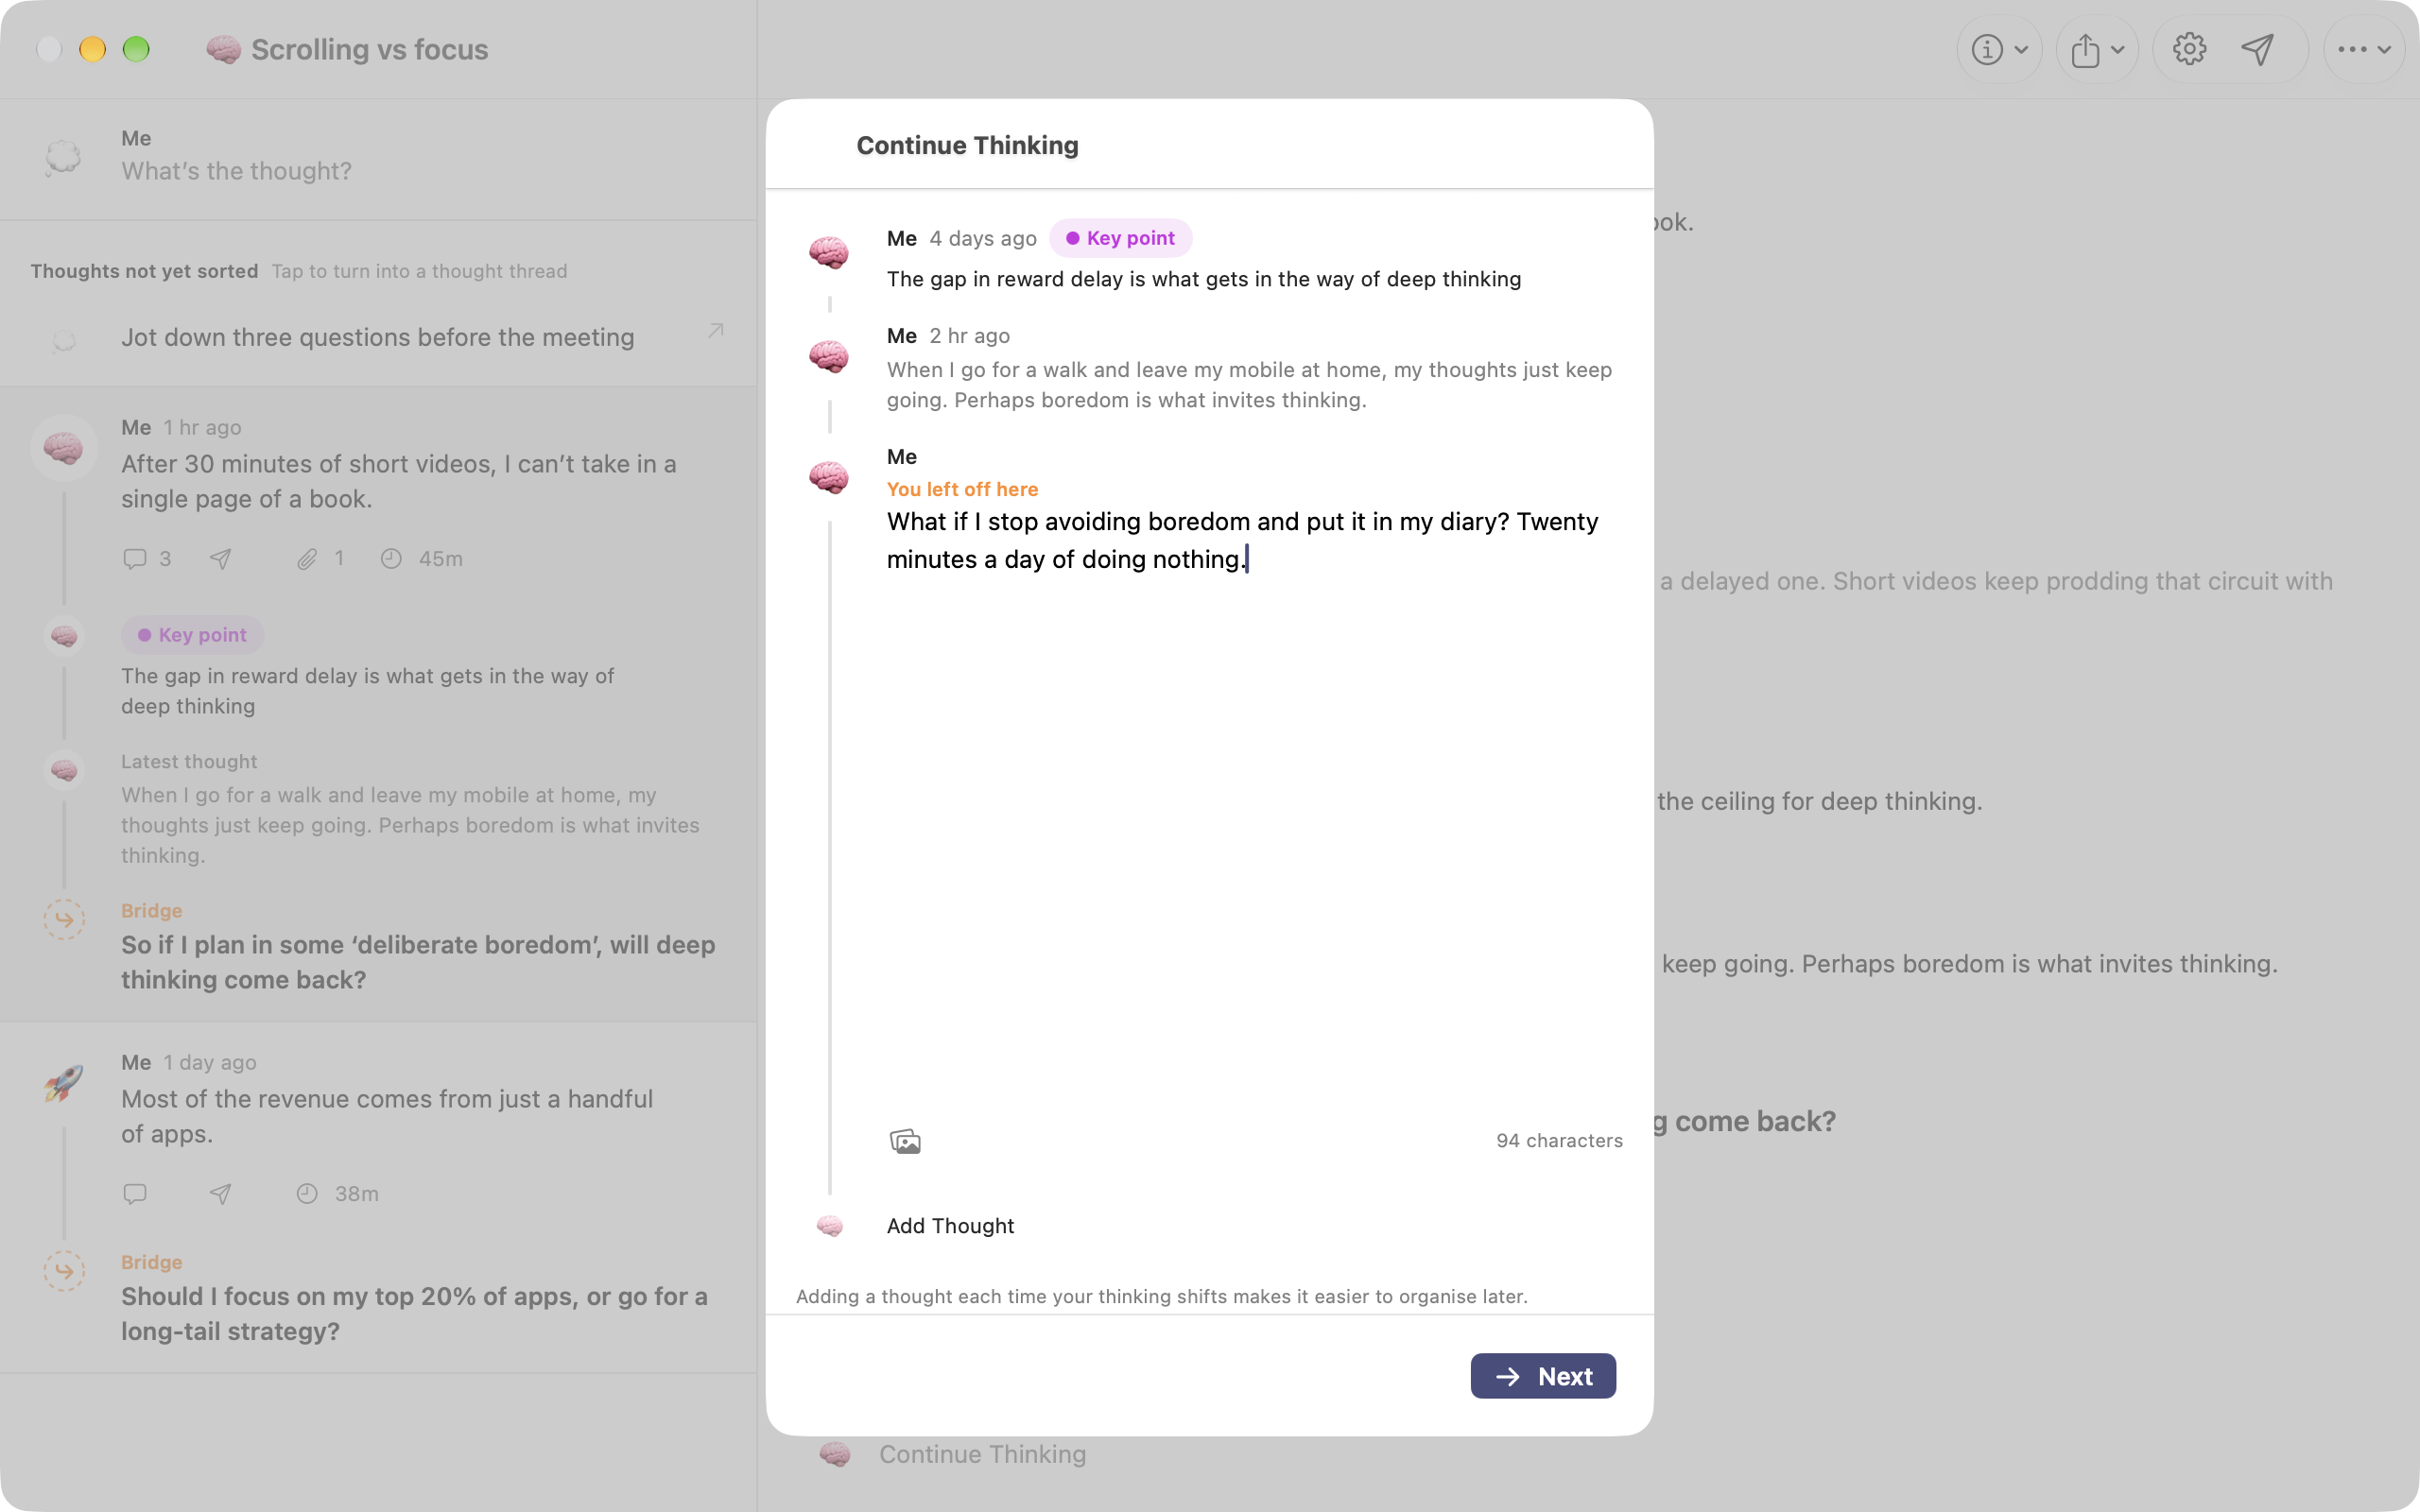 Scrolling vs focus
Me
What's the thought?
Thoughts not yet sorted Tap to turn into a thought thread
Jot down three questions before the meeting
Me 1 hr ago
After 30 minutes of short videos, I can't take in a
single page of a book.
3 1 45m
Key point
The gap in reward delay is what gets in the way of
deep thinking
Latest thought
When I go for a walk and leave my mobile at home, my
thoughts just keep going. Perhaps boredom is what invites
thinking.
Bridge
So if I plan in some ‘deliberate boredom’, will deep
thinking come back?
Me 1 day ago
Most of the revenue comes from just a handful
of apps.
38m
Bridge
Should I focus on my top 20% of apps, or go for a
long-tail strategy?
Continue Thinking
Me 4 days ago Key point
The gap in reward delay is what gets in the way of deep thinking
Me 2 hr ago
When I go for a walk and leave my mobile at home, my thoughts just keep
going. Perhaps boredom is what invites thinking.
Me
You left off here
What if I stop avoiding boredom and put it in my diary? Twenty
minutes a day of doing nothing.
94 characters
Add Thought
Adding a thought each time your thinking shifts makes it easier to organise later.
Next
a delayed one. Short videos keep prodding that circuit with
the ceiling for deep thinking.
keep going. Perhaps boredom is what invites thinking.
come back?
Continue Thinking